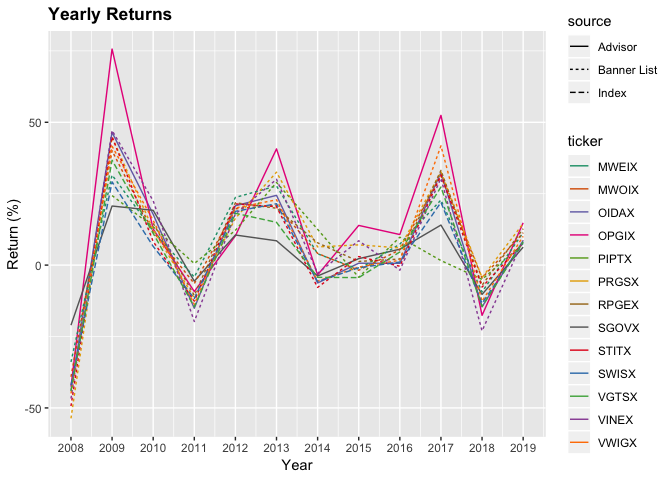 Yearly Returns
Return (%)
50
0
-50
2008 2009 2010 2011 2012 2013 2014 2015 2016 2017 2018 2019
Year
source
Advisor
Banner List
Index
ticker
MWEIX
MWOIX
OIDAX
OPGIX
PIPTX
PRGSX
RPGEX
SGOVX
STITX
SWISX
VGTSX
VINEX
VWIGX